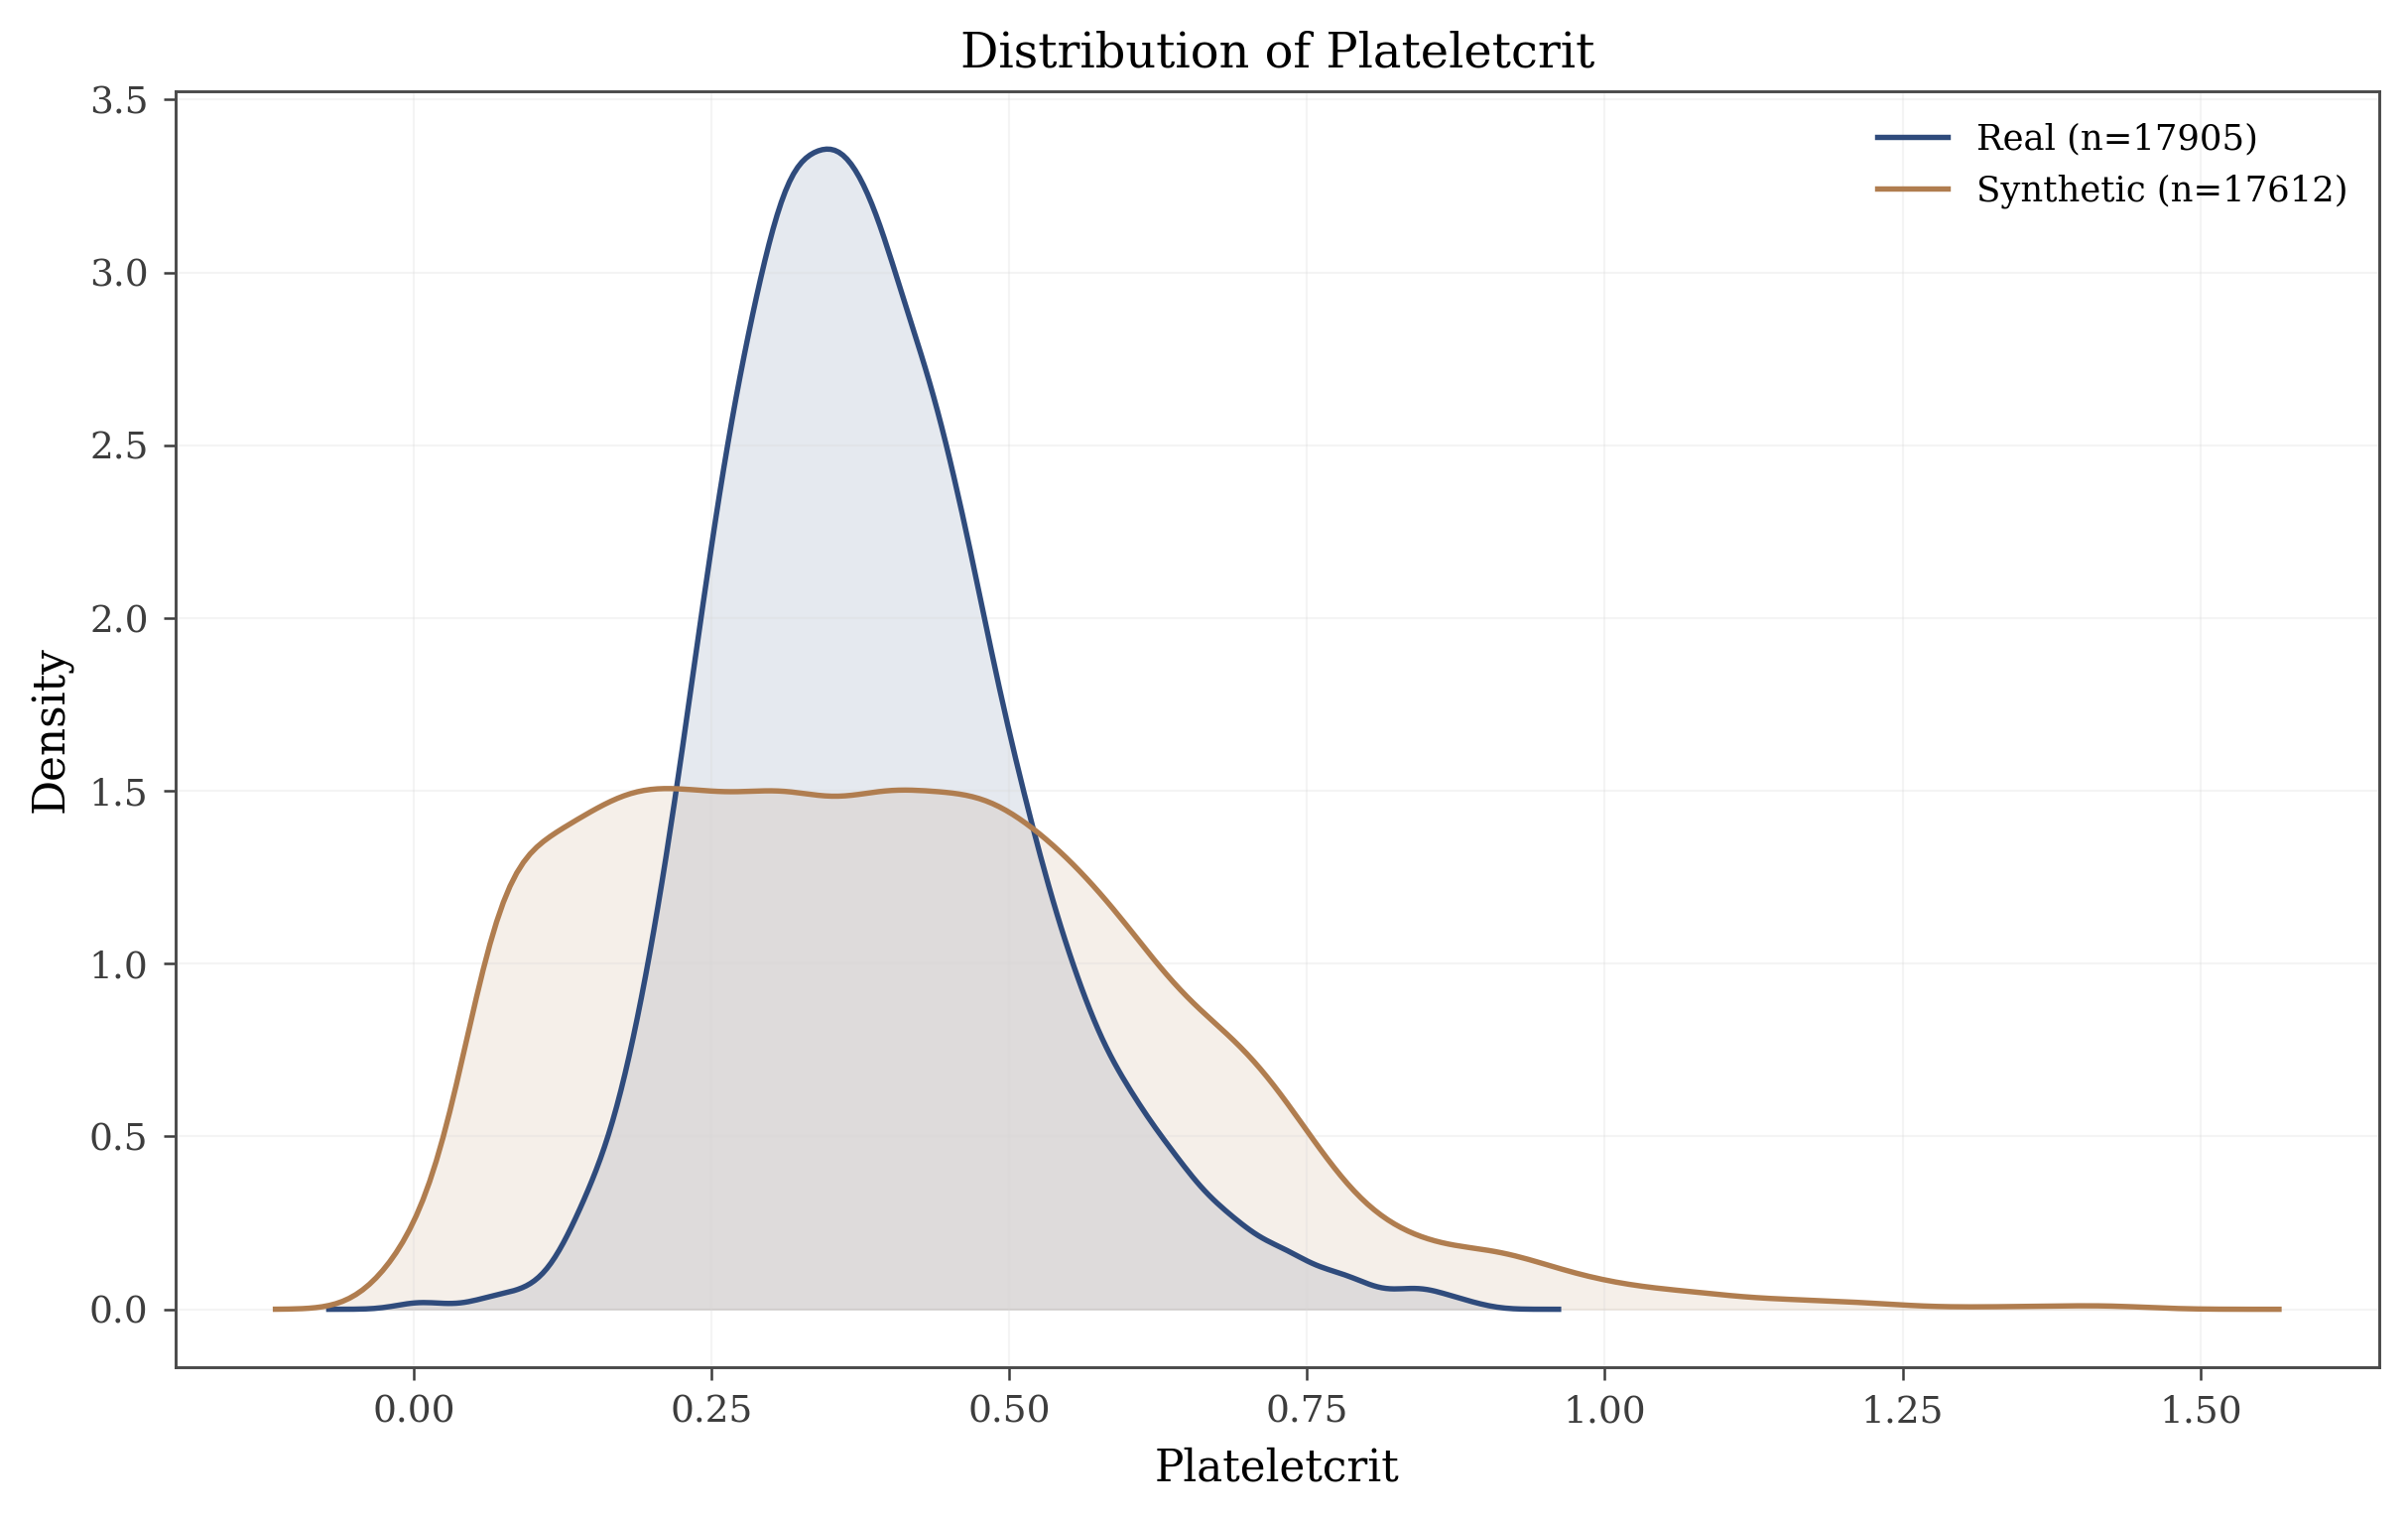 Distribution of Plateletcrit
Real (n=17905)
Synthetic (n=17612)
Density
3.5
3.0
2.5
2.0
1.5
1.0
0.5
0.0
0.00 0.25 0.50 0.75 1.00 1.25 1.50
Plateletcrit